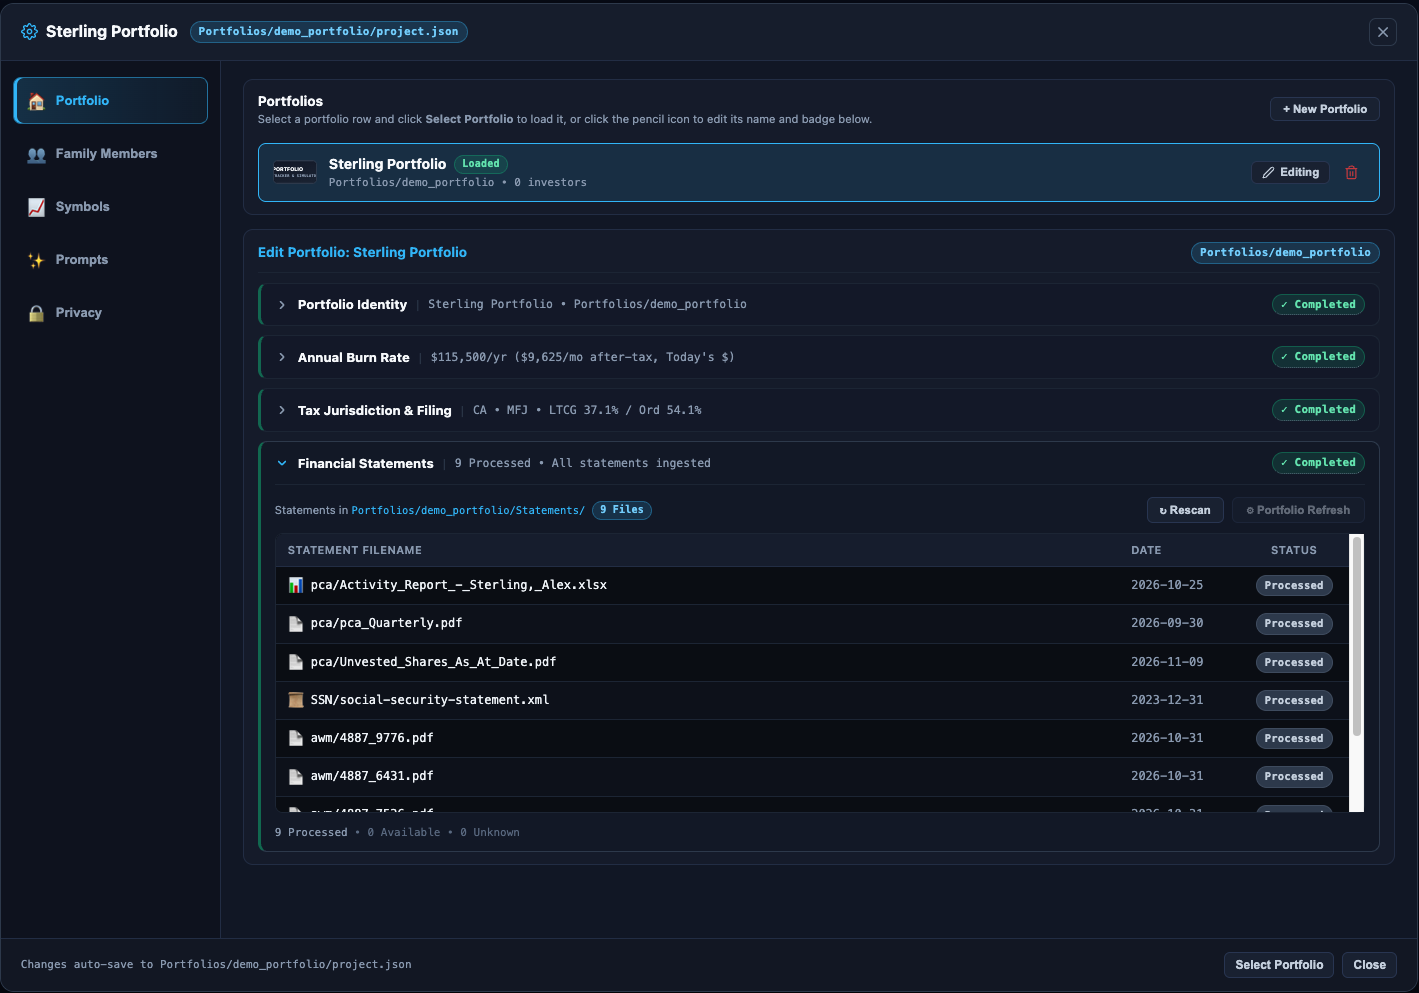 Sterling Portfolio Portfolios/demo_portfolio/project.json
Portfolio
Family Members
Symbols
Prompts
Privacy
Portfolios
Select a portfolio row and click Select Portfolio to load it, or click the pencil icon to edit its name and badge below.
+ New Portfolio
Sterling Portfolio Loaded
Portfolios/demo_portfolio • 0 investors
Editing
Edit Portfolio: Sterling Portfolio
Portfolios/demo_portfolio
Portfolio Identity | Sterling Portfolio • Portfolios/demo_portfolio ✓ Completed
Annual Burn Rate | $115,500/yr ($9,625/mo after-tax, Today's $) ✓ Completed
Tax Jurisdiction & Filing | CA • MFJ • LTCG 37.1% / Ord 54.1% ✓ Completed
Financial Statements | 9 Processed • All statements ingested ✓ Completed
Statements in Portfolios/demo_portfolio/Statements/ 9 Files
↻ Rescan
⚙ Portfolio Refresh
STATEMENT FILENAME DATE STATUS
pca/Activity_Report_-_Sterling,_Alex.xlsx 2026-10-25 Processed
pca/pca_Quarterly.pdf 2026-09-30 Processed
pca/Unvested_Shares_As_At_Date.pdf 2026-11-09 Processed
SSN/social-security-statement.xml 2023-12-31 Processed
awm/4887_9776.pdf 2026-10-31 Processed
awm/4887_6431.pdf 2026-10-31 Processed
9 Processed • 0 Available • 0 Unknown
Changes auto-save to Portfolios/demo_portfolio/project.json
Select Portfolio
Close